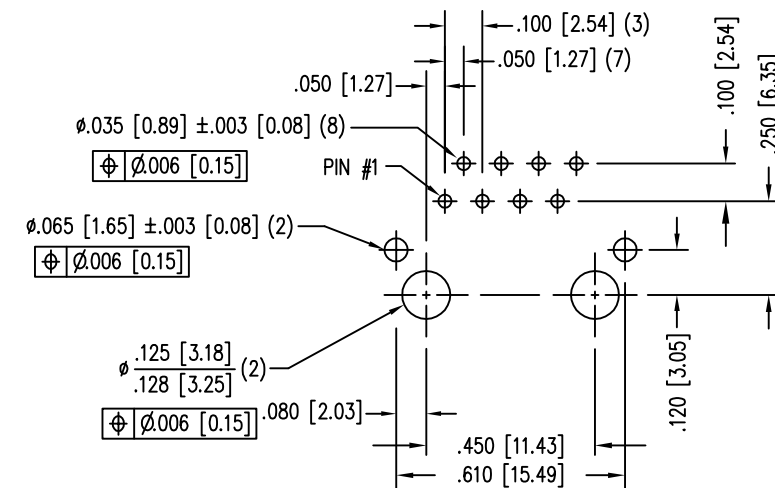 .100 [2.54] (3)
.050 [1.27] (7)
.050 [1.27]
.100 [2.54]
.250 [6.35]
ø.035 [0.89] ±.003 [0.08] (8)
⌖ Ø.006 [0.15]
PIN #1
ø.065 [1.65] ±.003 [0.08] (2)
⌖ Ø.006 [0.15]
ø .125 [3.18]
.128 [3.25] (2)
⌖ Ø.006 [0.15]
.080 [2.03]
.120 [3.05]
.450 [11.43]
.610 [15.49]